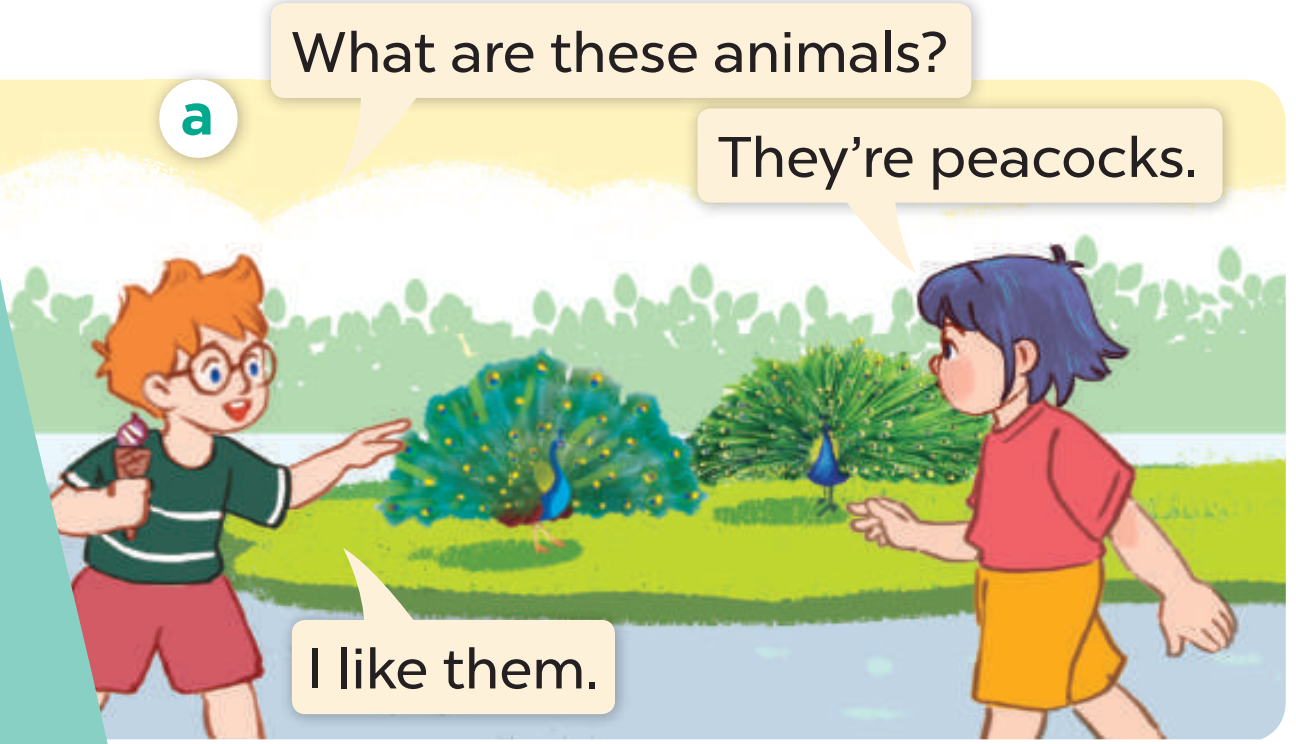 What are these animals?
a
They’re peacocks.
I like them.